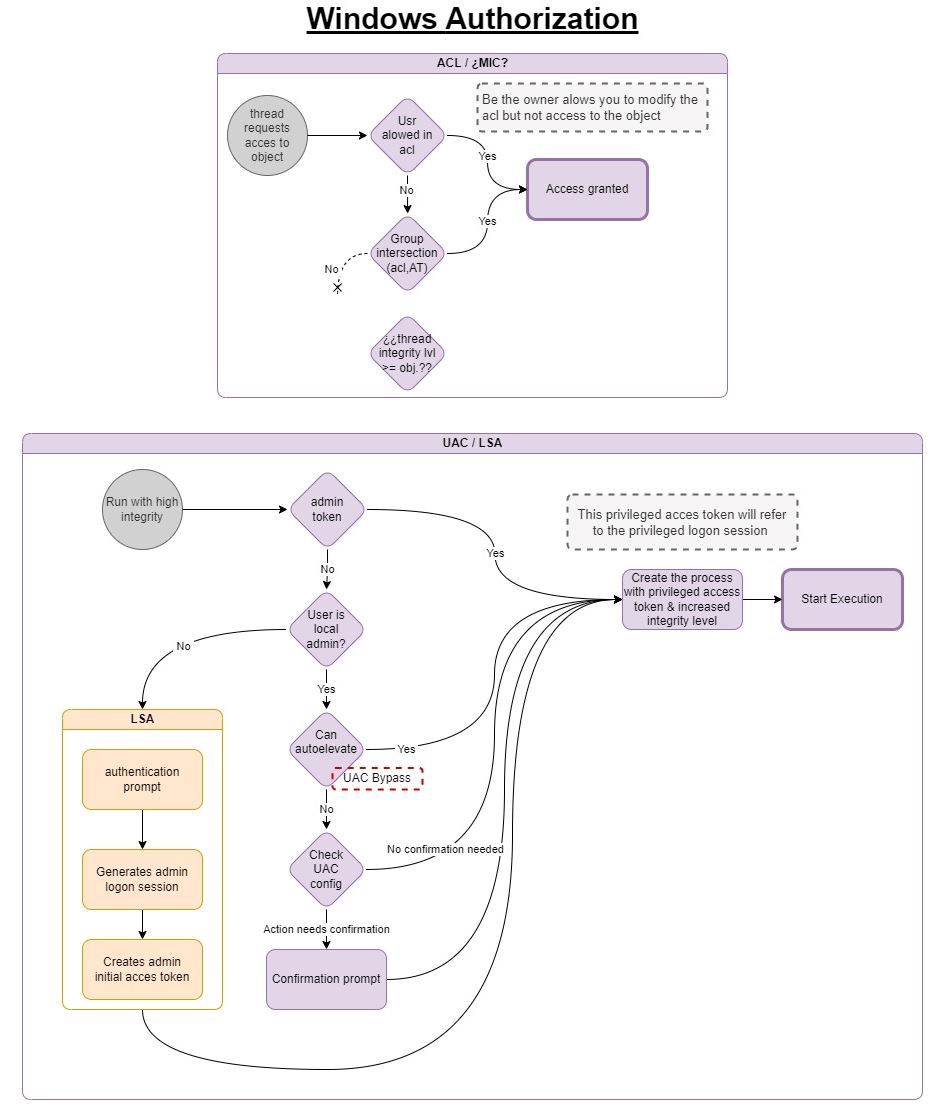 Windows Authorization
ACL / ¿MIC?
thread
requests
acces to
object
Usr
alowed in
acl
Be the owner allows you to modify the
acl but not access to the object
Yes
Access granted
No
Yes
Group
intersection
(acl,AT)
No
¿¿thread
integrity lvl
>= obj.??
UAC / LSA
Run with high
integrity
admin
token
This privileged acces token will refer
to the privileged logon session
Yes
No
Create the process
with privileged access
token & increased
integrity level
Start Execution
User is
local
admin?
No
Yes
LSA
Can
autoelevate
Yes
UAC Bypass
authentication
prompt
No
Check
UAC
config
No confirmation needed
Generates admin
logon session
Action needs confirmation
Confirmation prompt
Creates admin
initial acces token